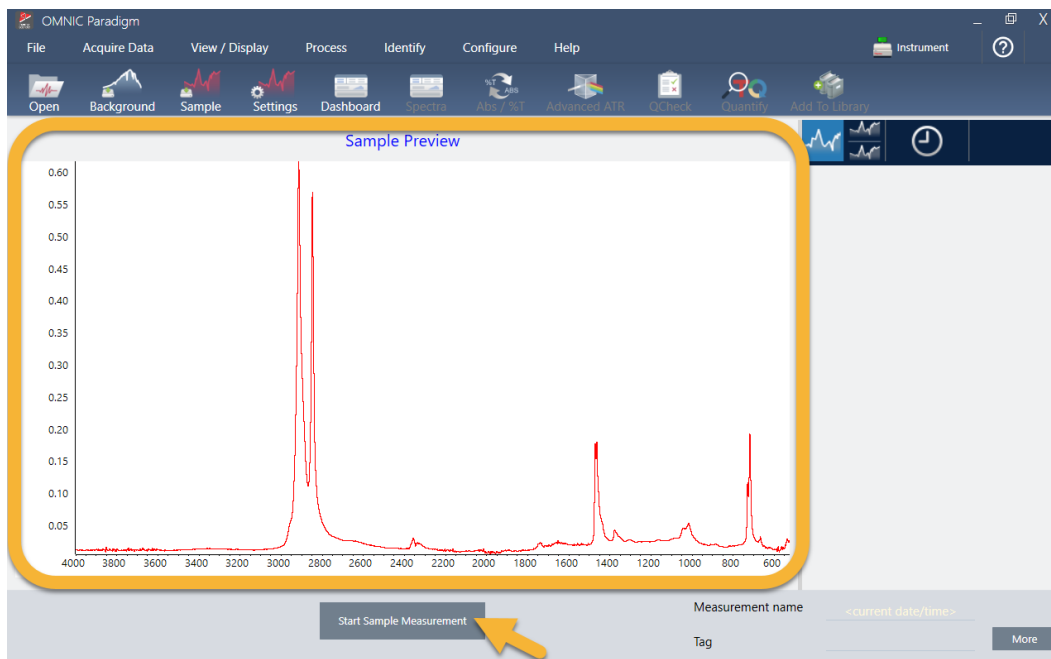 OMNIC Paradigm
File Acquire Data View / Display Process Identify Configure Help Instrument
Open Background Sample Settings Dashboard Spectra Abs / %T Advanced ATR QCheck Quantify Add To Library
%T ABS
Sample Preview
0.60
0.55
0.50
0.45
0.40
0.35
0.30
0.25
0.20
0.15
0.10
0.05
4000 3800 3600 3400 3200 3000 2800 2600 2400 2200 2000 1800 1600 1400 1200 1000 800 600
Start Sample Measurement
Measurement name <current date/time>
Tag
More